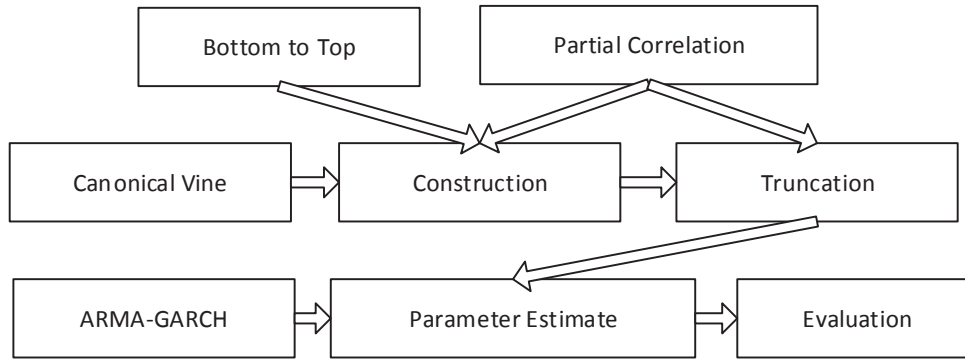 Bottom to Top
Partial Correlation
Canonical Vine
Construction
Truncation
ARMA-GARCH
Parameter Estimate
Evaluation